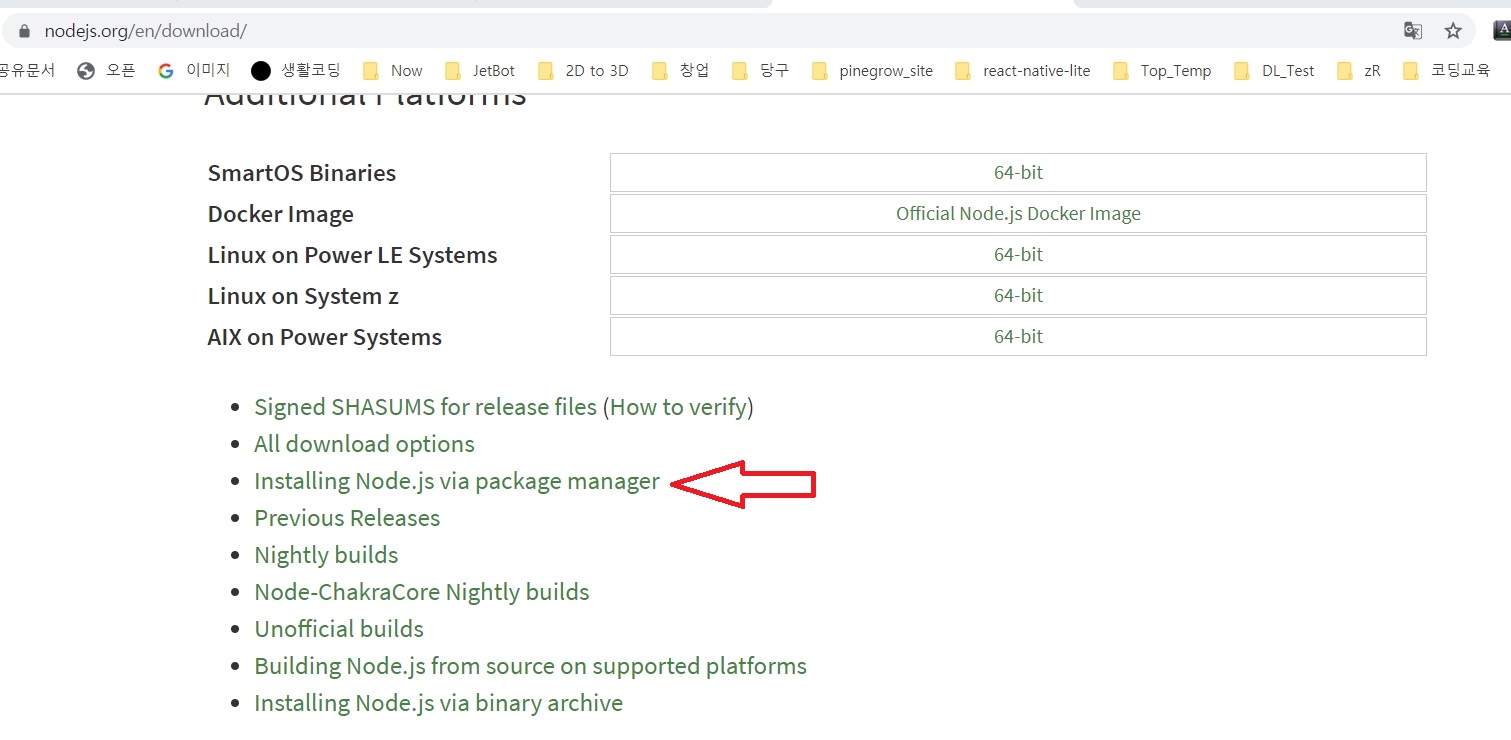 nodejs.org/en/download/
공유문서 오픈 이미지 생활코딩 Now JetBot 2D to 3D 창업 당구 pinegrow_site react-native-lite Top_Temp DL_Test zR 코딩교육
Additional Platforms
SmartOS Binaries 64-bit
Docker Image Official Node.js Docker Image
Linux on Power LE Systems 64-bit
Linux on System z 64-bit
AIX on Power Systems 64-bit
Signed SHASUMS for release files (How to verify)
All download options
Installing Node.js via package manager
Previous Releases
Nightly builds
Node-ChakraCore Nightly builds
Unofficial builds
Building Node.js from source on supported platforms
Installing Node.js via binary archive